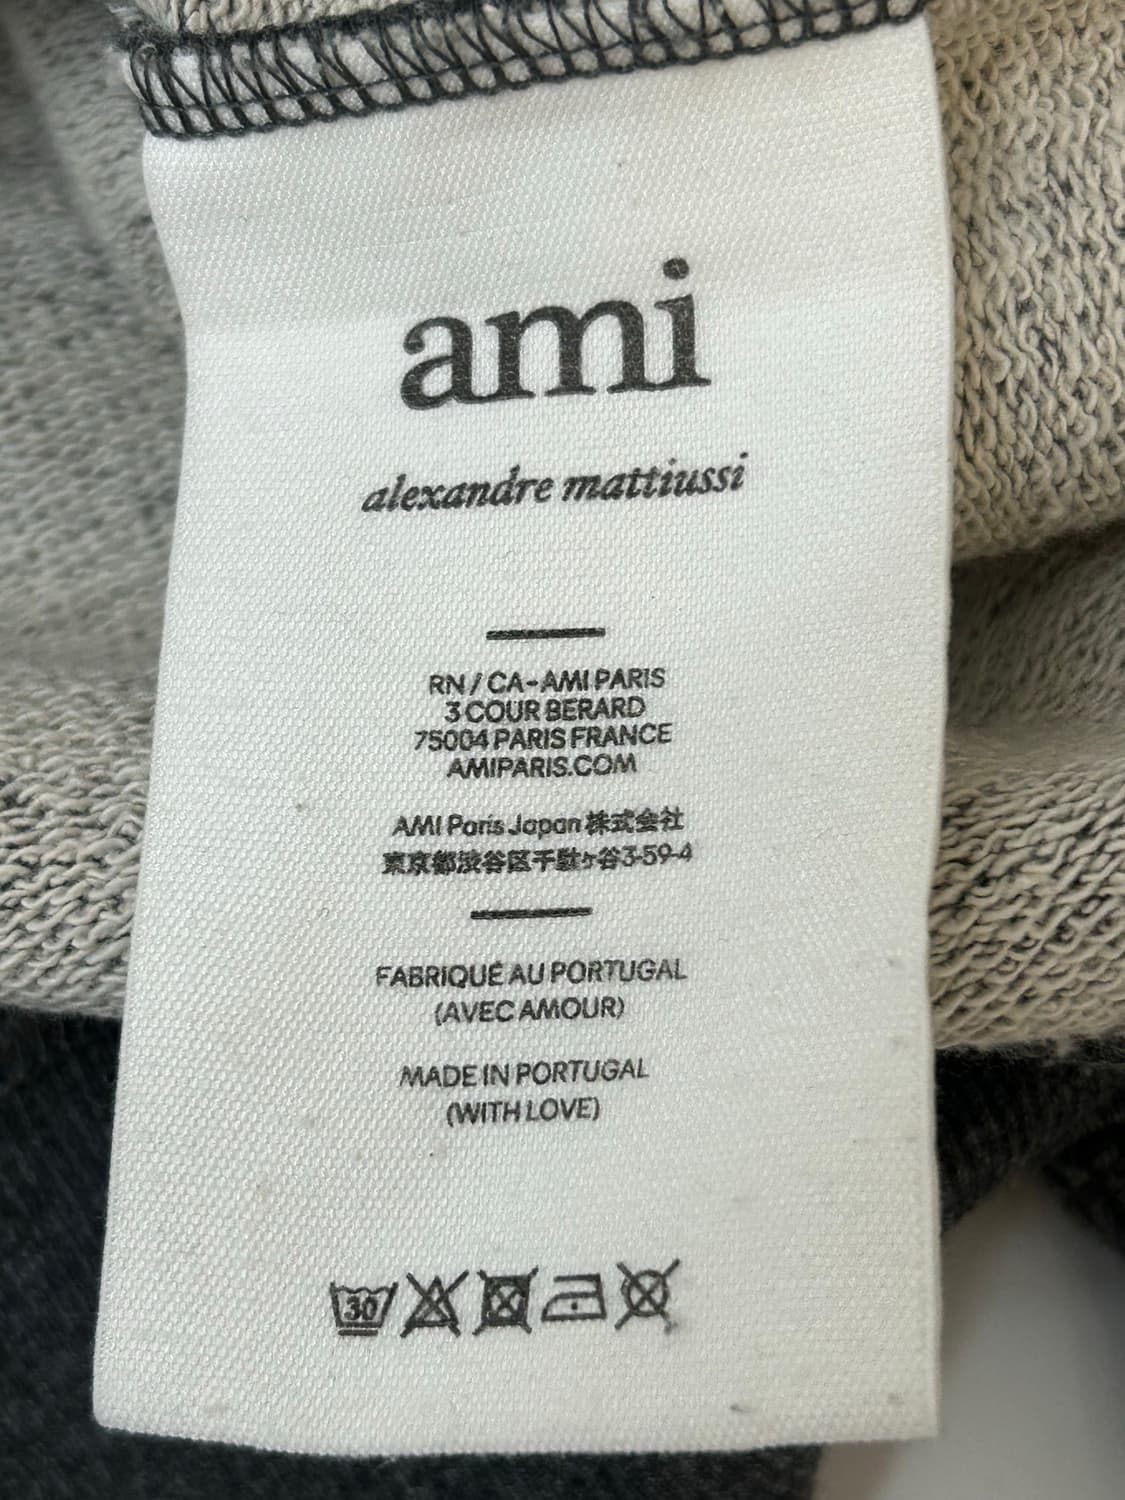 ami
alexandre mattiussi
RN / CA - AMI PARIS
3 COUR BERARD
75004 PARIS FRANCE
AMIPARIS.COM
AMI Paris Japan 株式会社
東京都渋谷区千駄ヶ谷3-59-4
FABRIQUÉ AU PORTUGAL
(AVEC AMOUR)
MADE IN PORTUGAL
(WITH LOVE)
30